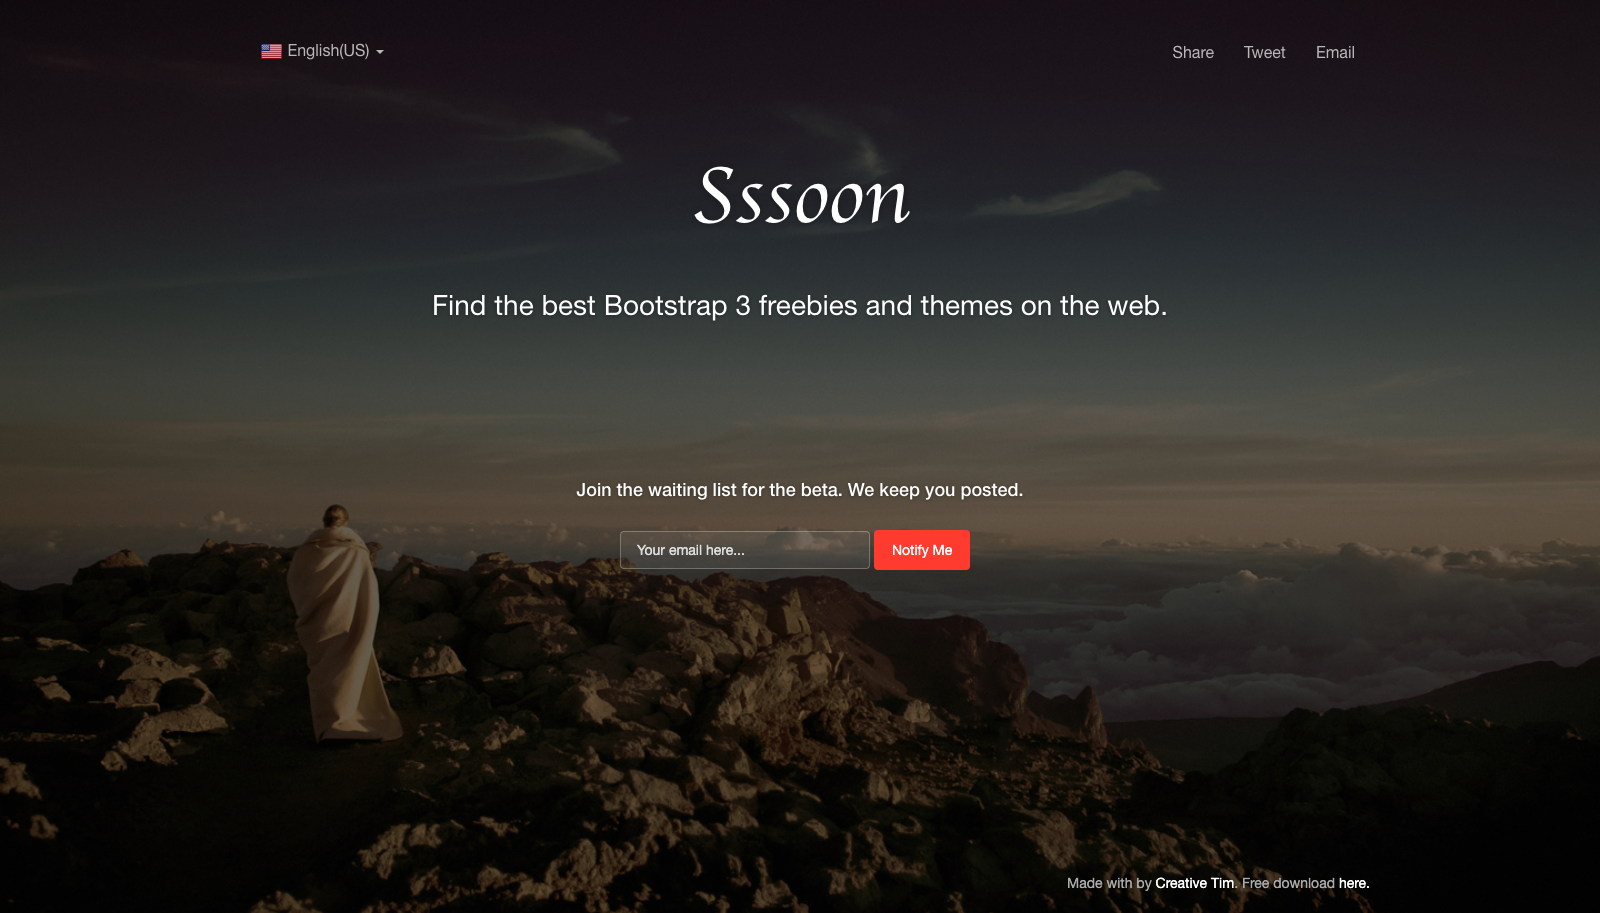 English(US)
Share Tweet Email
Sssoon
Find the best Bootstrap 3 freebies and themes on the web.
Join the waiting list for the beta. We keep you posted.
Your email here...
Notify Me
Made with by Creative Tim. Free download here.